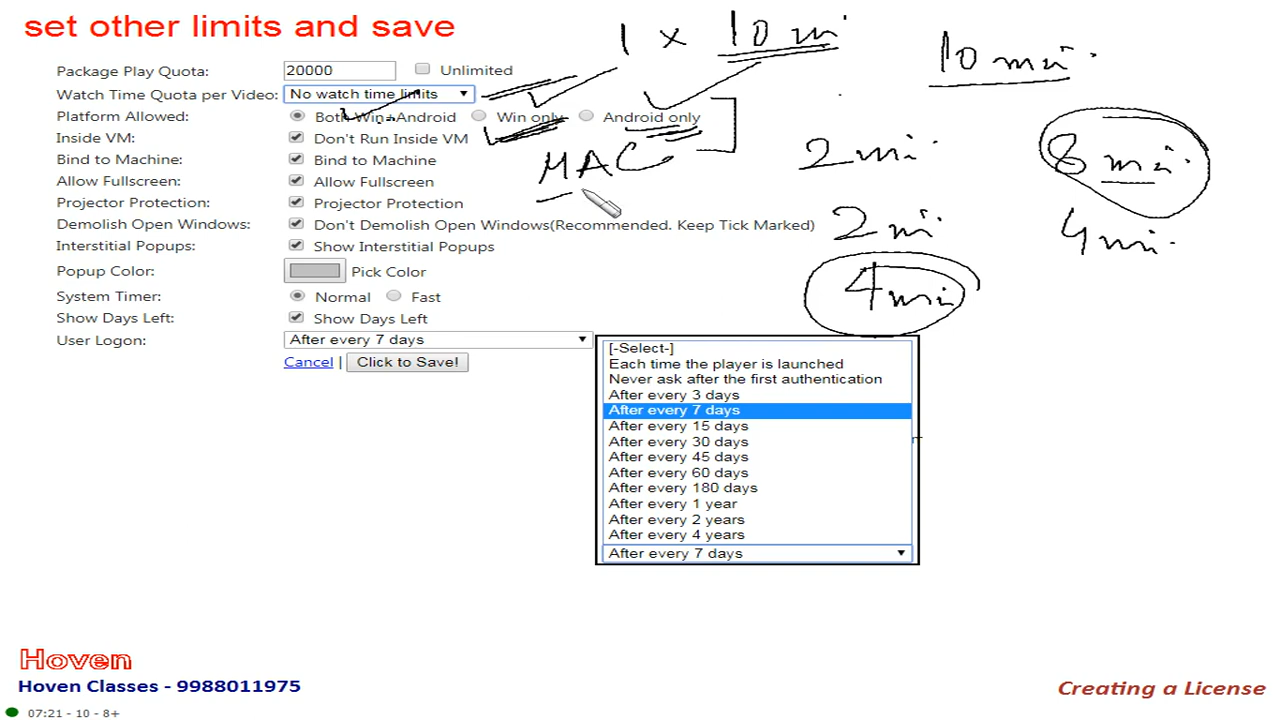 set other limits and save
1 x 10 mi
10 mi
Package Play Quota: 20000 Unlimited
Watch Time Quota per Video: No watch time limits
Platform Allowed: Both Win-Android Win only Android only
Inside VM: Don't Run Inside VM
MAC
2 mi
8 mi
Bind to Machine: Bind to Machine
Allow Fullscreen: Allow Fullscreen
Projector Protection: Projector Protection
Demolish Open Windows: Don't Demolish Open Windows(Recommended. Keep Tick Marked)
2 mi
4 mi
Interstitial Popups: Show Interstitial Popups
Popup Color: Pick Color
4 mi
System Timer: Normal Fast
Show Days Left: Show Days Left
User Logon: After every 7 days
Cancel | Click to Save!
[-Select-]
Each time the player is launched
Never ask after the first authentication
After every 3 days
After every 7 days
After every 15 days
After every 30 days
After every 45 days
After every 60 days
After every 180 days
After every 1 year
After every 2 years
After every 4 years
After every 7 days
Hoven
Hoven Classes - 9988011975
Creating a License
07:21 - 10 - 8+